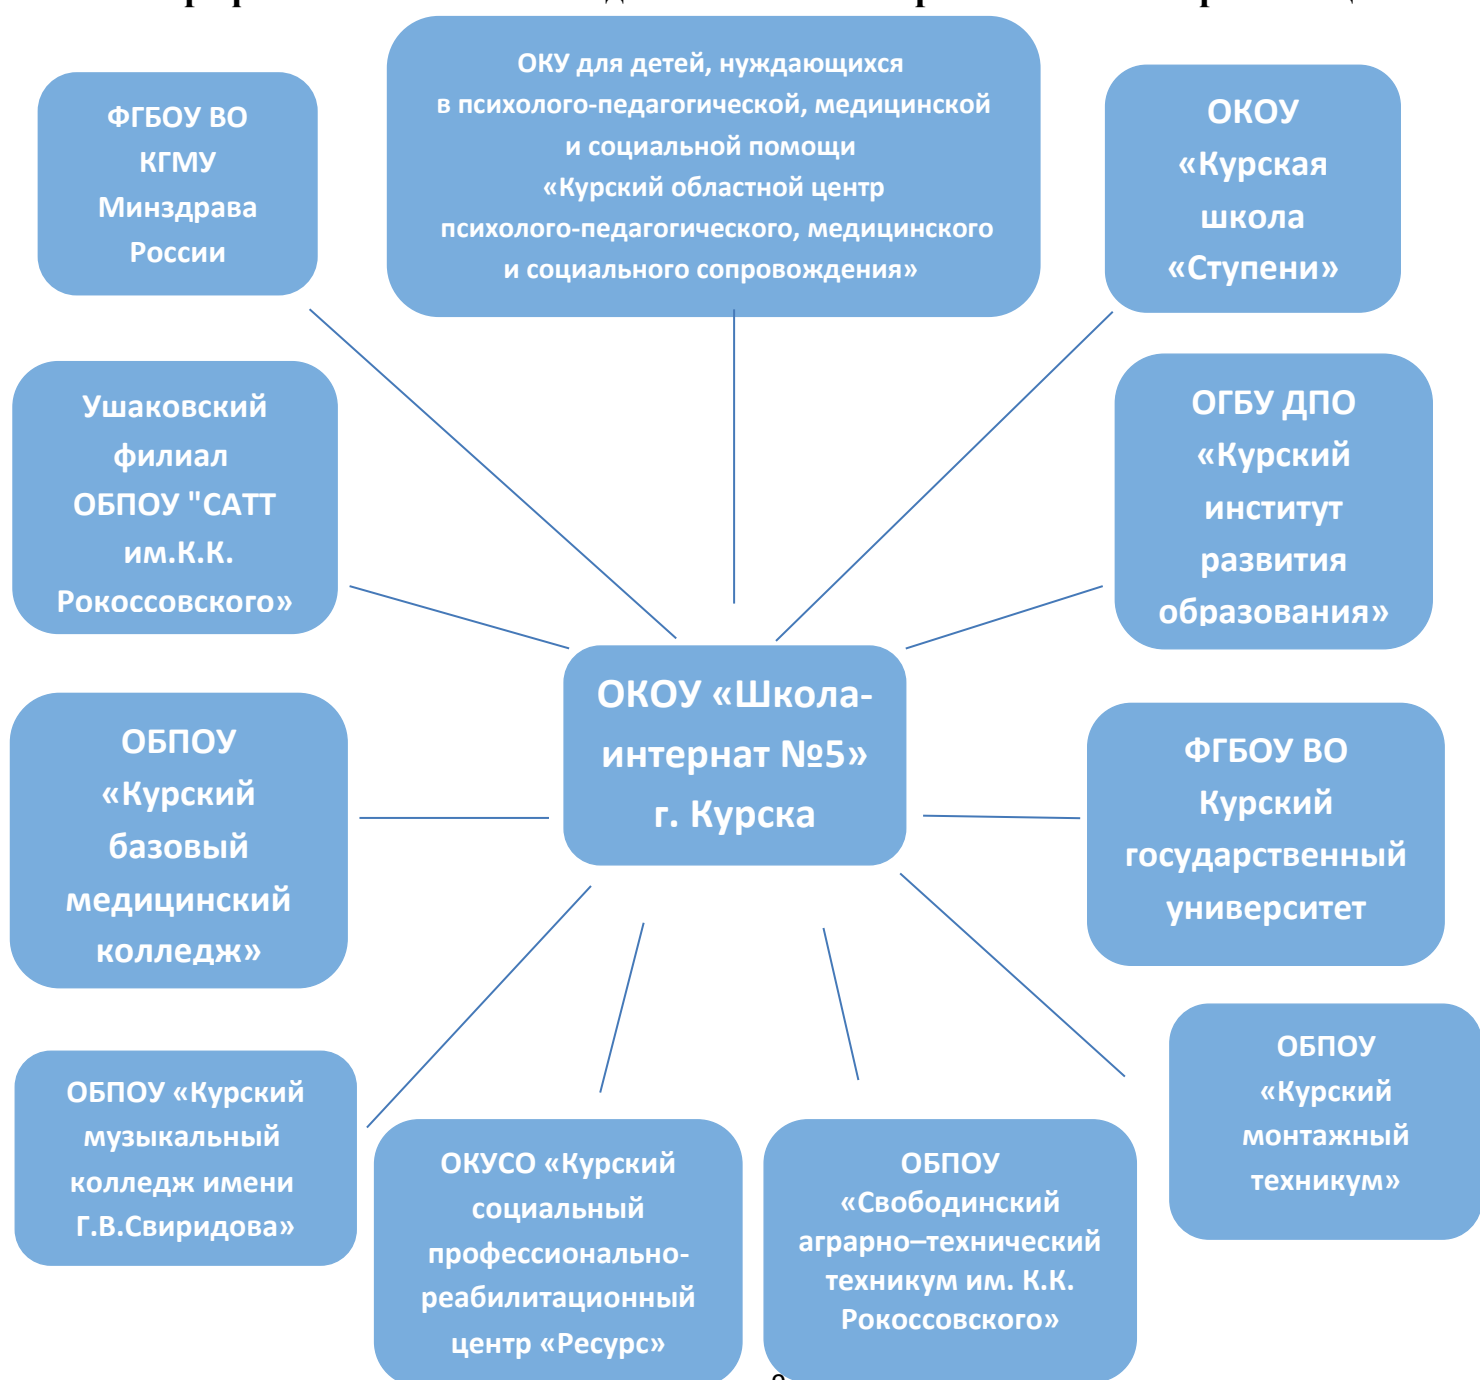 ОКУ для детей, нуждающихся
в психолого-педагогической, медицинской
и социальной помощи
«Курский областной центр
психолого-педагогического, медицинского
и социального сопровождения»
ФГБОУ ВО
КГМУ
Минздрава
России
ОКОУ
«Курская
школа
«Ступени»
Ушаковский
филиал
ОБПОУ "САТТ
им.К.К.
Рокоссовского»
ОГБУ ДПО
«Курский
институт
развития
образования»
ОКОУ «Школа-
интернат №5»
г. Курска
ОБПОУ
«Курский
базовый
медицинский
колледж»
ФГБОУ ВО
Курский
государственный
университет
ОБПОУ «Курский
музыкальный
колледж имени
Г.В.Свиридова»
ОКУСО «Курский
социальный
профессионально-
реабилитационный
центр «Ресурс»
ОБПОУ
«Свободинский
аграрно–технический
техникум им. К.К.
Рокоссовского»
ОБПОУ
«Курский
монтажный
техникум»